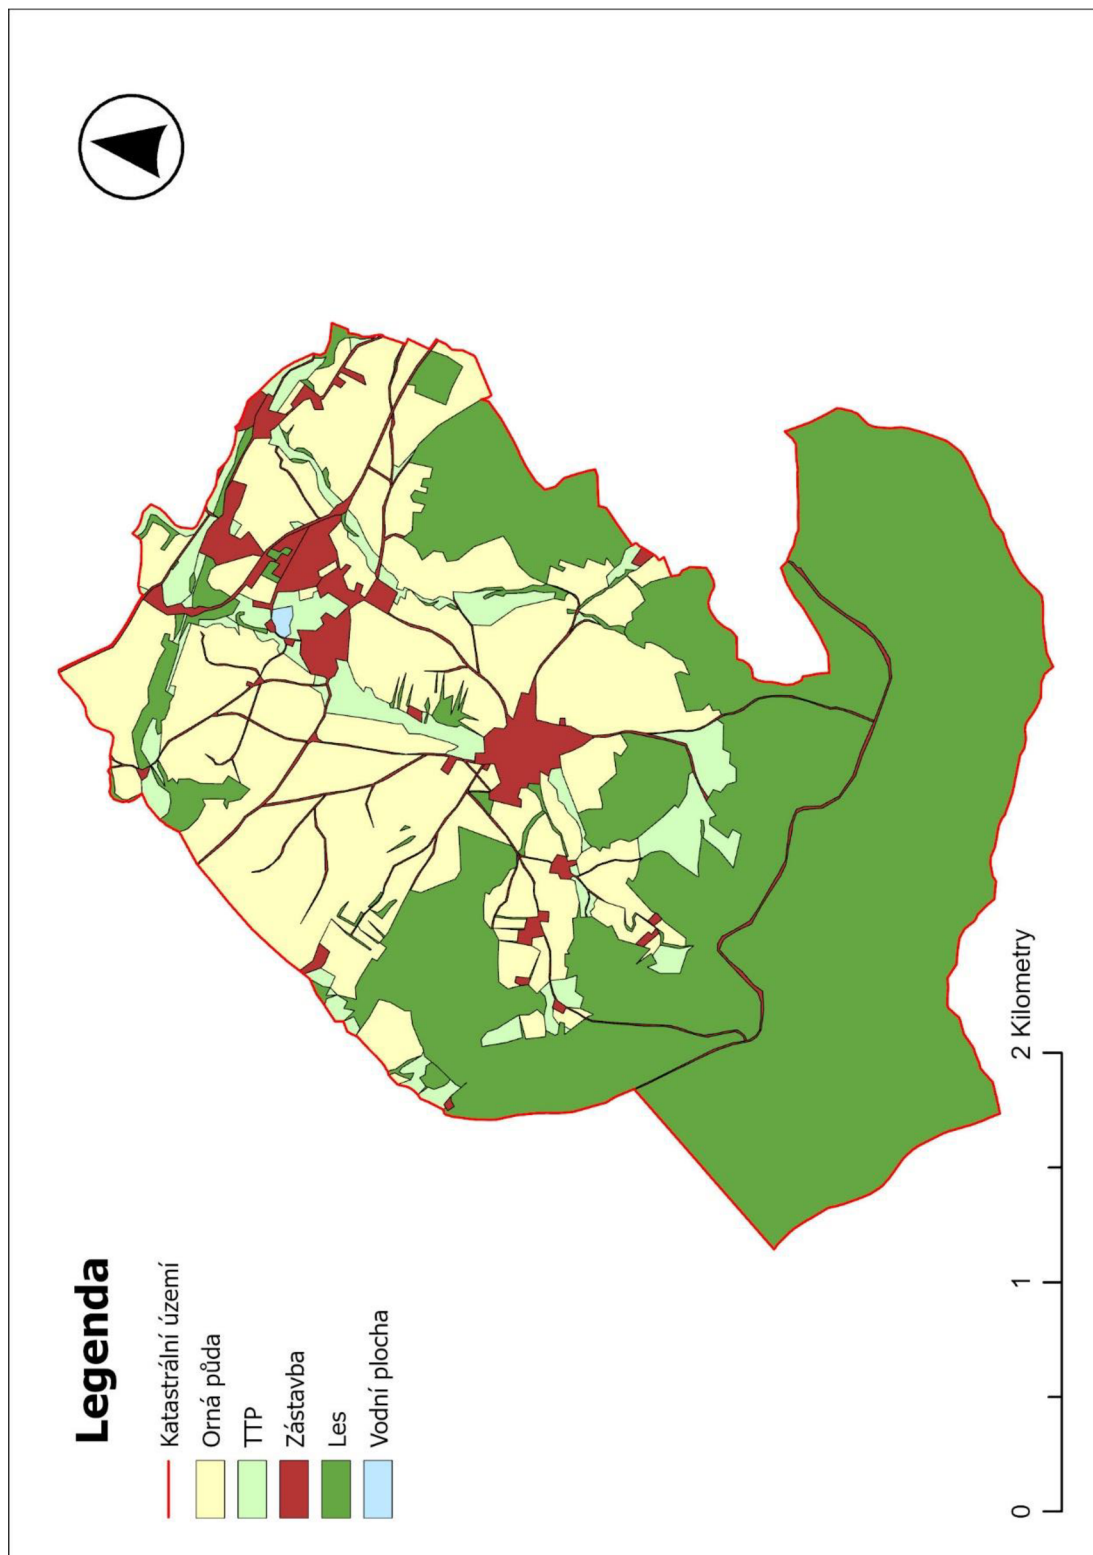 Legenda
Katastrální území
Orná půda
TTP
Zástavba
Les
Vodní plocha
0 1 2 Kilometry